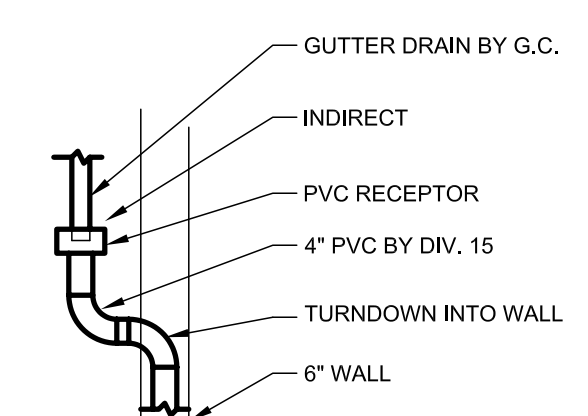 GUTTER DRAIN BY G.C.
INDIRECT
PVC RECEPTOR
4" PVC BY DIV. 15
TURNDOWN INTO WALL
6" WALL